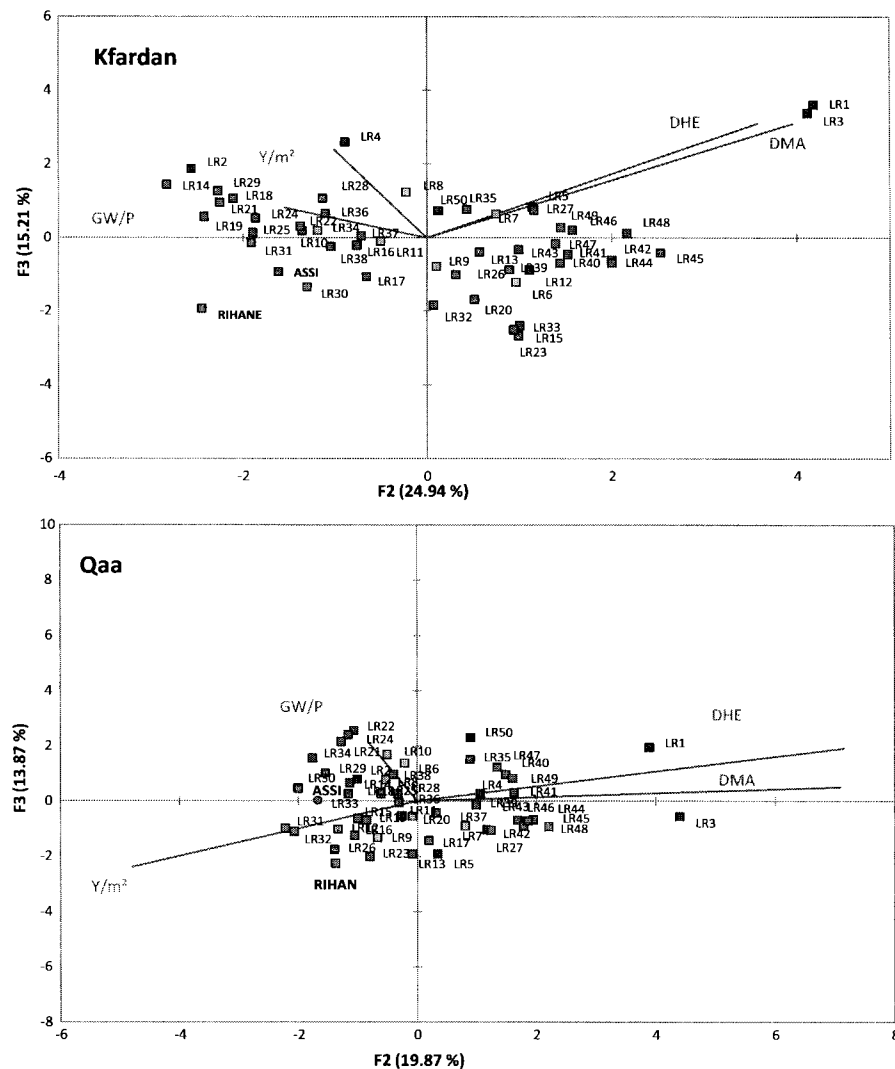 Kfardan
6
4
2
0
-2
-4
-6
F3 (15.21 %)
-4
-2
0
2
4
F2 (24.94 %)
DHE
DMA
Y/m²
GW/P
LR1
LR3
LR4
LR2
LR14
LR29
LR18
LR28
LR8
LR21
LR24
LR36
LR50
LR35
LR5
LR27
LR7
LR19
LR25
LR22
LR34
LR37
LR49
LR46
LR48
LR31
LR10
LR38
LR16
LR11
LR13
LR43
LR47
LR41
LR42
LR45
LR9
LR26
LR39
LR40
LR44
ASSI
LR17
LR30
LR12
LR6
RIHANE
LR32
LR20
LR33
LR15
LR23
Qaa
10
8
6
4
2
0
-2
-4
-6
-8
F3 (13.87 %)
-6
-4
-2
0
2
4
6
8
F2 (19.87 %)
GW/P
DHE
DMA
Y/m²
LR22
LR24
LR50
LR1
LR34
LR21
LR10
LR35
LR47
LR40
LR29
LR6
LR38
LR49
LR30
ASSI
LR28
LR4
LR41
LR33
LR36
LR3
LR31
LR15
LR20
LR37
LR43
LR46
LR44
LR45
LR32
LR16
LR9
LR7
LR42
LR48
LR26
LR17
LR27
LR23
LR13
LR5
RIHAN